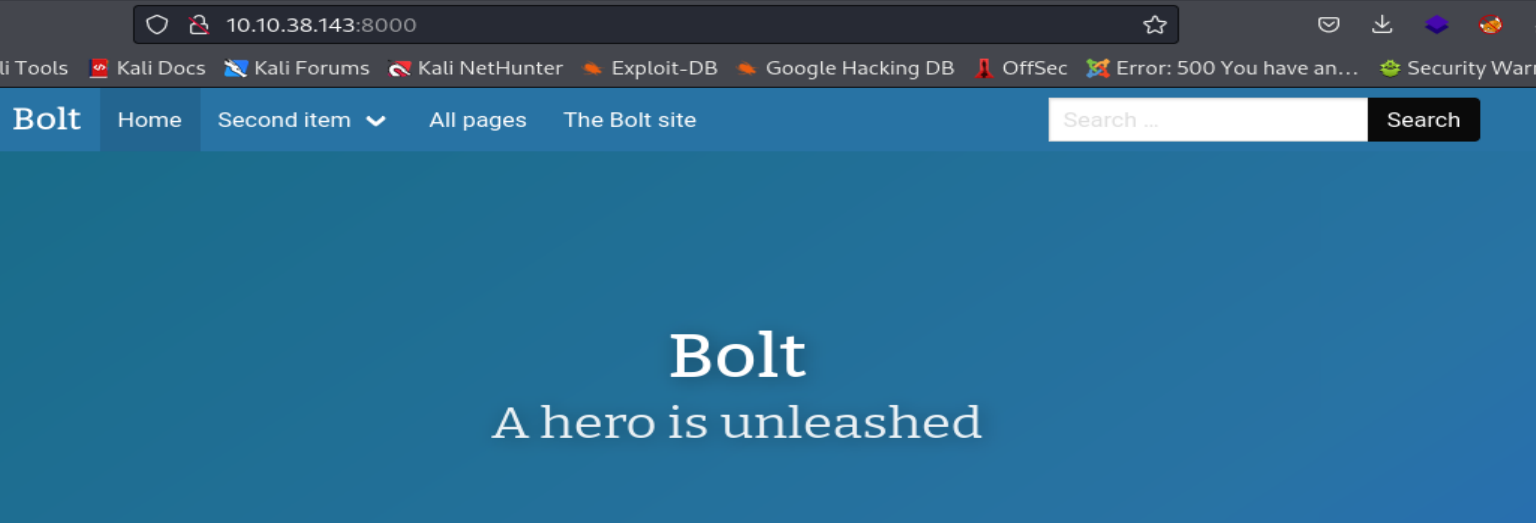 10.10.38.143:8000
li Tools Kali Docs Kali Forums Kali NetHunter Exploit-DB Google Hacking DB OffSec Error: 500 You have an… Security Warn
Bolt Home Second item All pages The Bolt site Search ... Search
Bolt
A hero is unleashed